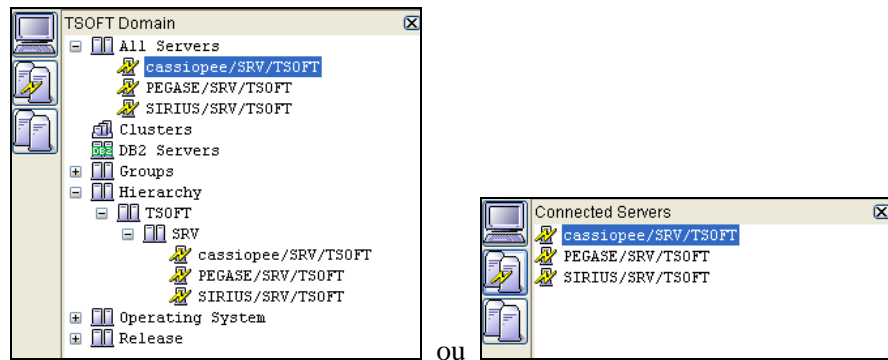 TSOFT Domain
All Servers
cassiopee/SRV/TSOFT
PEGASE/SRV/TSOFT
SIRIUS/SRV/TSOFT
Clusters
DB2 DB2 Servers
Groups
Hierarchy
TSOFT
SRV
cassiopee/SRV/TSOFT
PEGASE/SRV/TSOFT
SIRIUS/SRV/TSOFT
Operating System
Release
ou
Connected Servers
cassiopee/SRV/TSOFT
PEGASE/SRV/TSOFT
SIRIUS/SRV/TSOFT